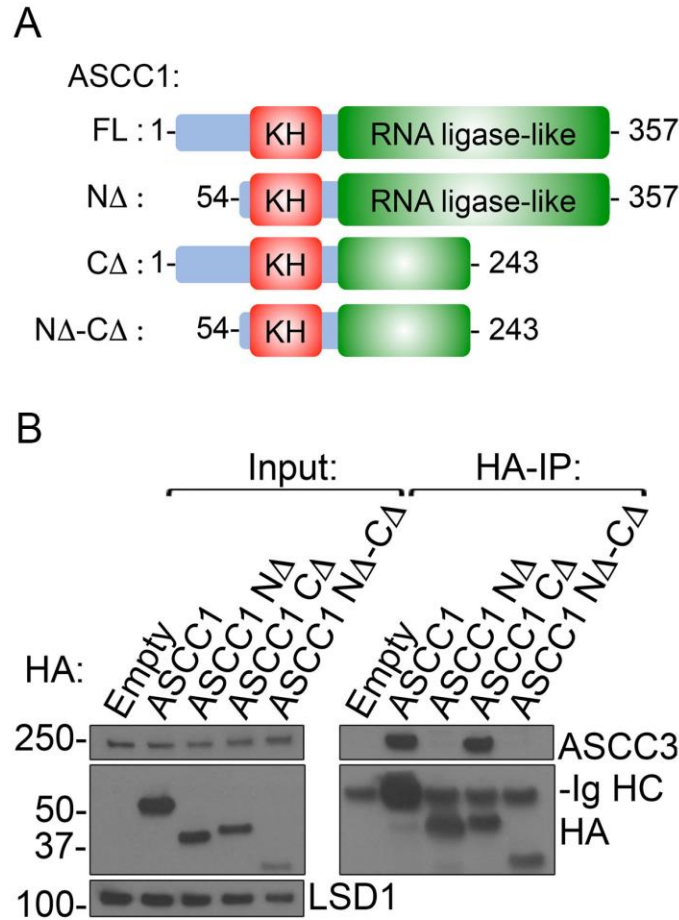 A
ASCC1:
FL : 1- KH RNA ligase-like - 357
NΔ : 54- KH RNA ligase-like - 357
CΔ : 1- KH - 243
NΔ-CΔ : 54- KH - 243
B
Input: HA-IP:
HA: Empty ASCC1 ASCC1 NΔ ASCC1 CΔ ASCC1 NΔ-CΔ Empty ASCC1 ASCC1 NΔ ASCC1 CΔ ASCC1 NΔ-CΔ
250- ASCC3
50- -Ig HC
37- HA
100- LSD1